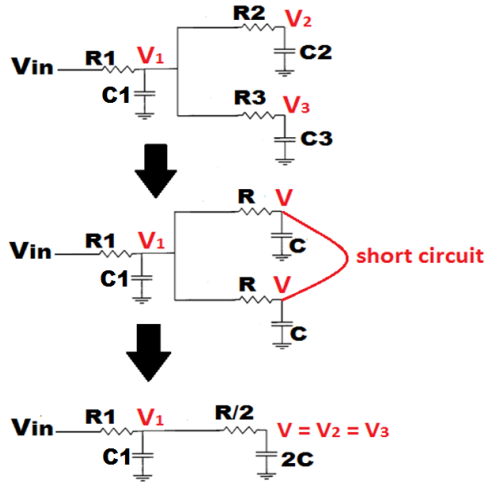 R2 V₂
Vin R1 V₁ C2
C1
R3 V₃
C3
R V
Vin R1 V₁ C
C1
short circuit
R V
C
R1 V₁ R/2
Vin V = V₂ = V₃
C1 2C